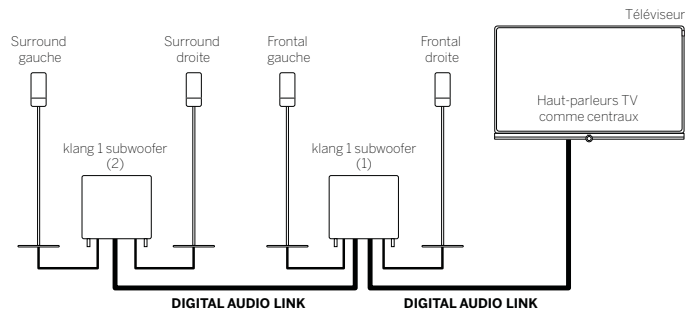 Téléviseur
Surround
gauche
Surround
droite
Frontal
gauche
Frontal
droite
Haut-parleurs TV
comme centraux
klang 1 subwoofer
(2)
klang 1 subwoofer
(1)
DIGITAL AUDIO LINK
DIGITAL AUDIO LINK